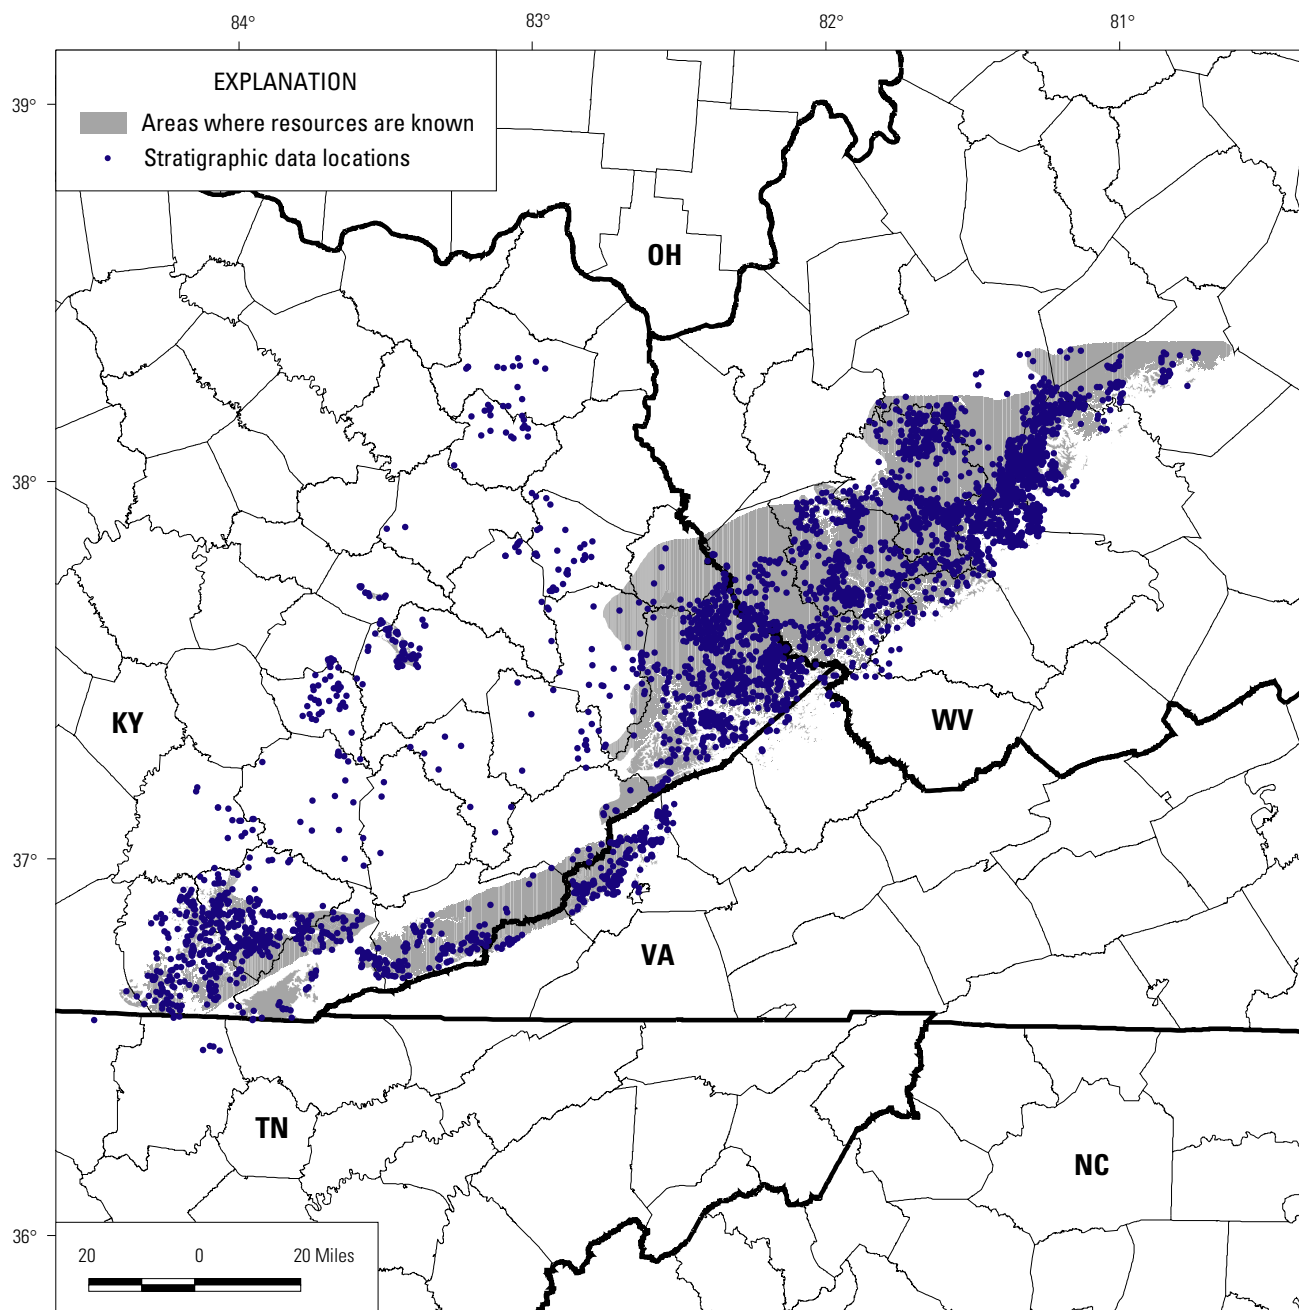 84°
83°
82°
81°
EXPLANATION
39°
Areas where resources are known
Stratigraphic data locations
OH
38°
KY
WV
37°
VA
TN
NC
36°
20 0 20 Miles